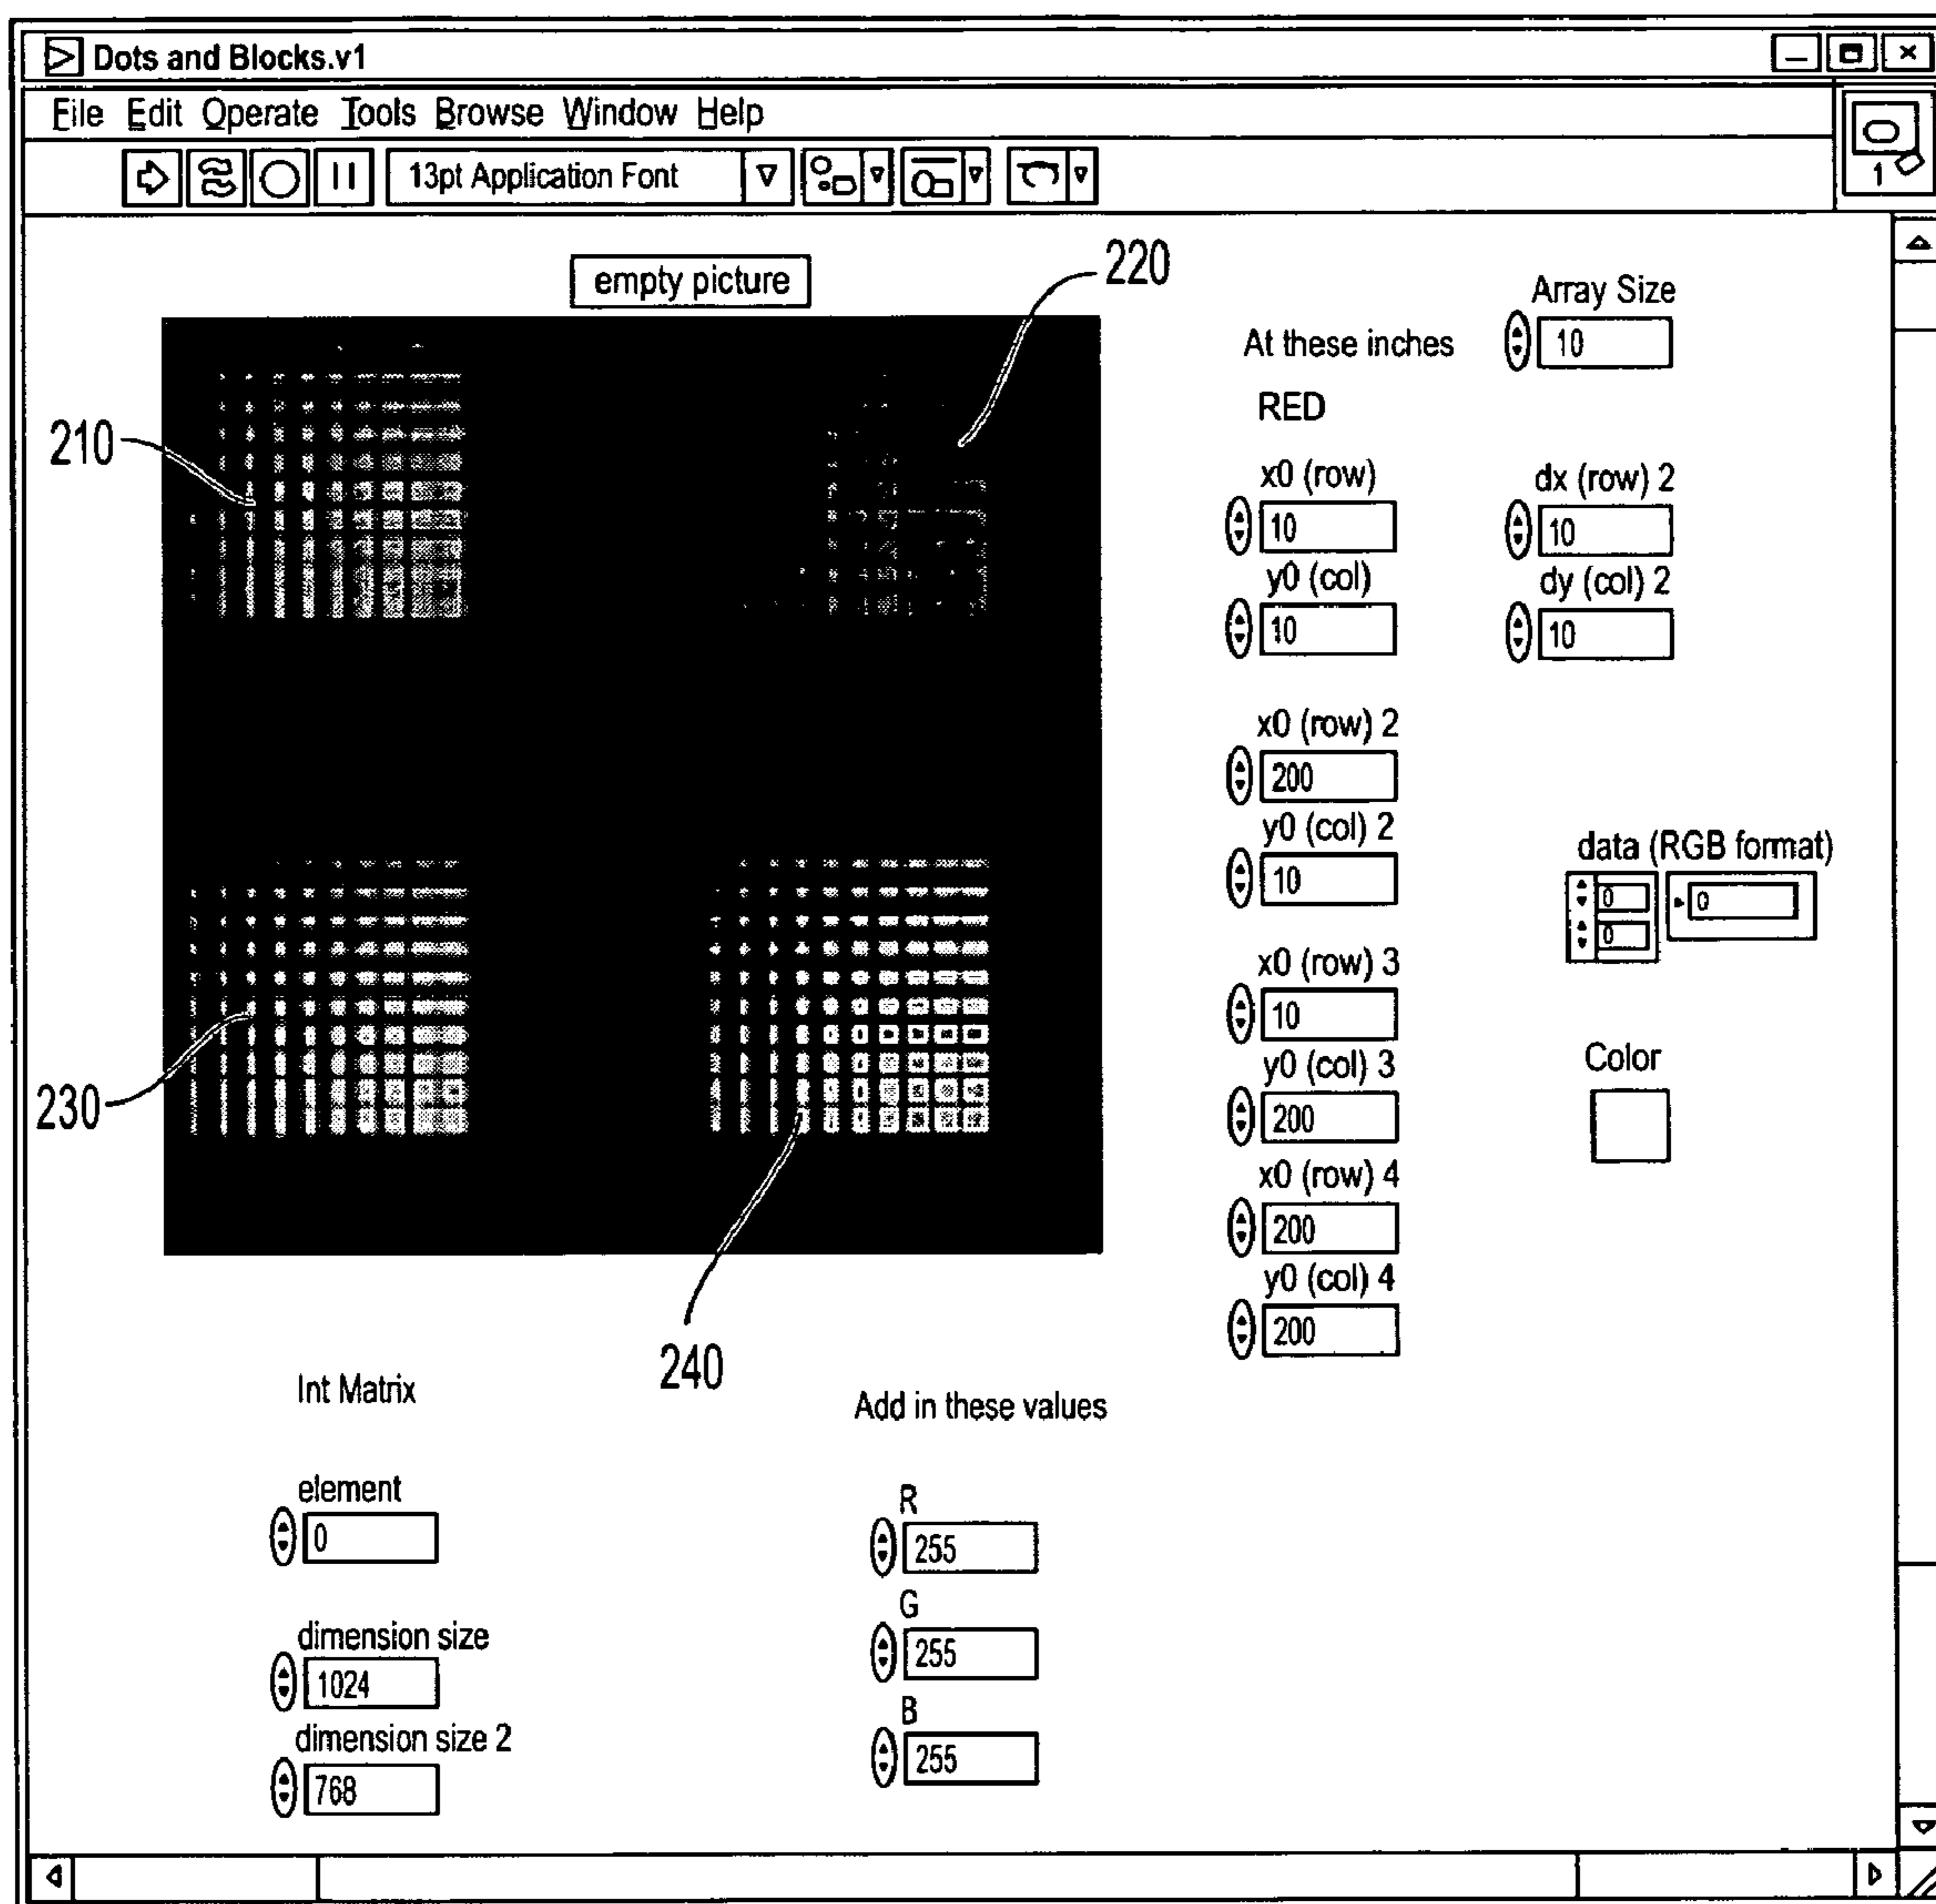 Dots and Blocks.v1
File Edit Operate Tools Browse Window Help
13pt Application Font
1
empty picture
220
Array Size
At these inches
10
RED
210
x0 (row)
dx (row) 2
10
10
y0 (col)
dy (col) 2
10
10
x0 (row) 2
200
y0 (col) 2
10
data (RGB format)
0
0
0
x0 (row) 3
10
Color
y0 (col) 3
230
200
x0 (row) 4
200
y0 (col) 4
200
240
Int Matrix
Add in these values
element
0
R
255
G
255
dimension size
1024
B
255
dimension size 2
768